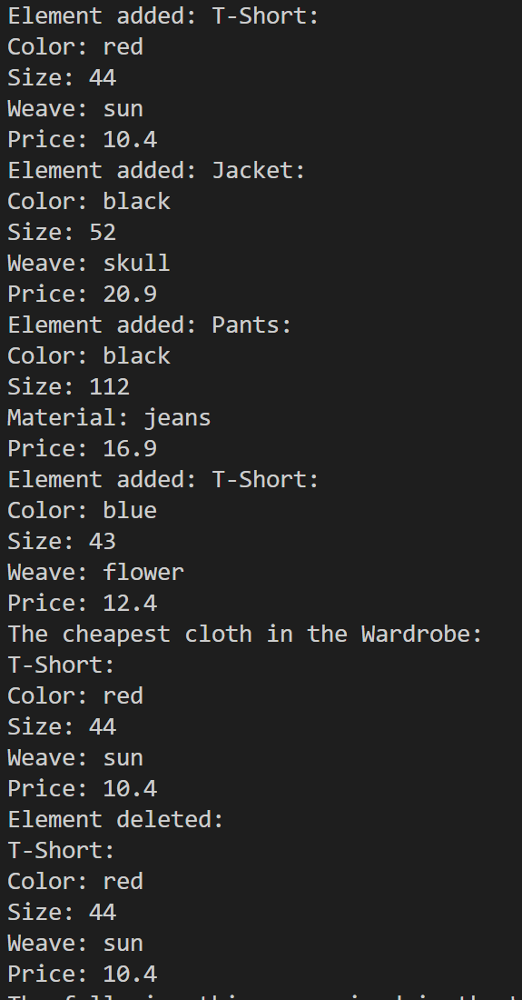 Element added: T-Short:
Color: red
Size: 44
Weave: sun
Price: 10.4
Element added: Jacket:
Color: black
Size: 52
Weave: skull
Price: 20.9
Element added: Pants:
Color: black
Size: 112
Material: jeans
Price: 16.9
Element added: T-Short:
Color: blue
Size: 43
Weave: flower
Price: 12.4
The cheapest cloth in the Wardrobe:
T-Short:
Color: red
Size: 44
Weave: sun
Price: 10.4
Element deleted:
T-Short:
Color: red
Size: 44
Weave: sun
Price: 10.4